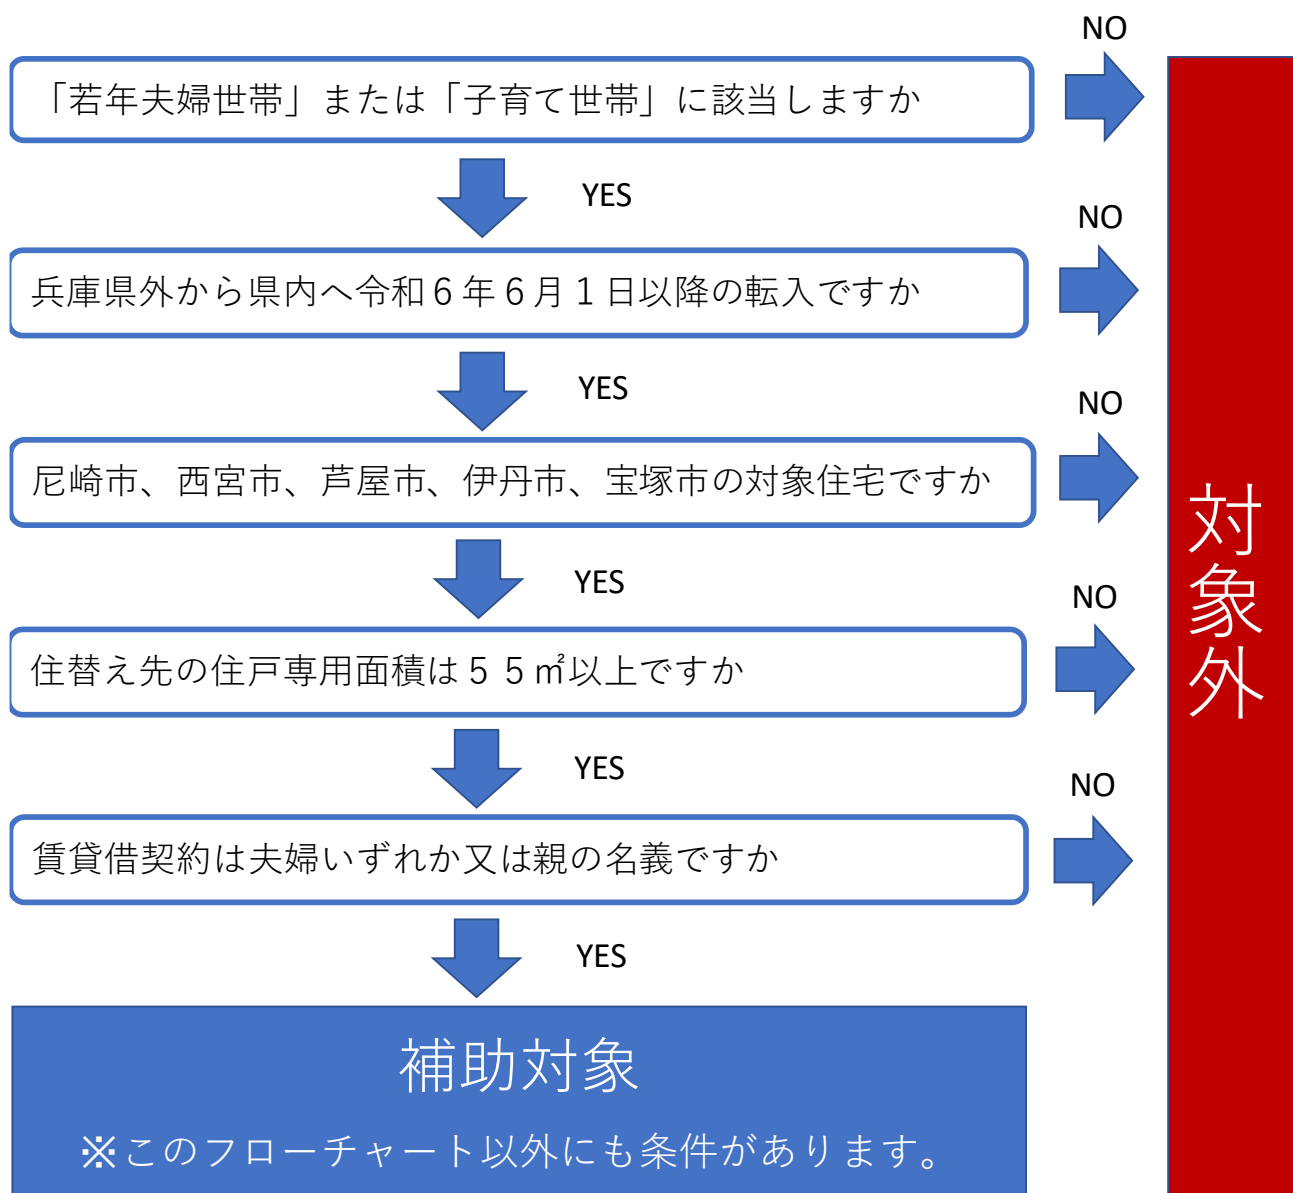 「若年夫婦世帯」または「子育て世帯」に該当しますか
NO
YES
兵庫県外から県内へ令和６年６月１日以降の転入ですか
NO
YES
尼崎市、西宮市、芦屋市、伊丹市、宝塚市の対象住宅ですか
NO
YES
住替え先の住戸専用面積は５５㎡以上ですか
NO
YES
賃貸借契約は夫婦いずれか又は親の名義ですか
NO
YES
補助対象
※このフローチャート以外にも条件があります。
対象外